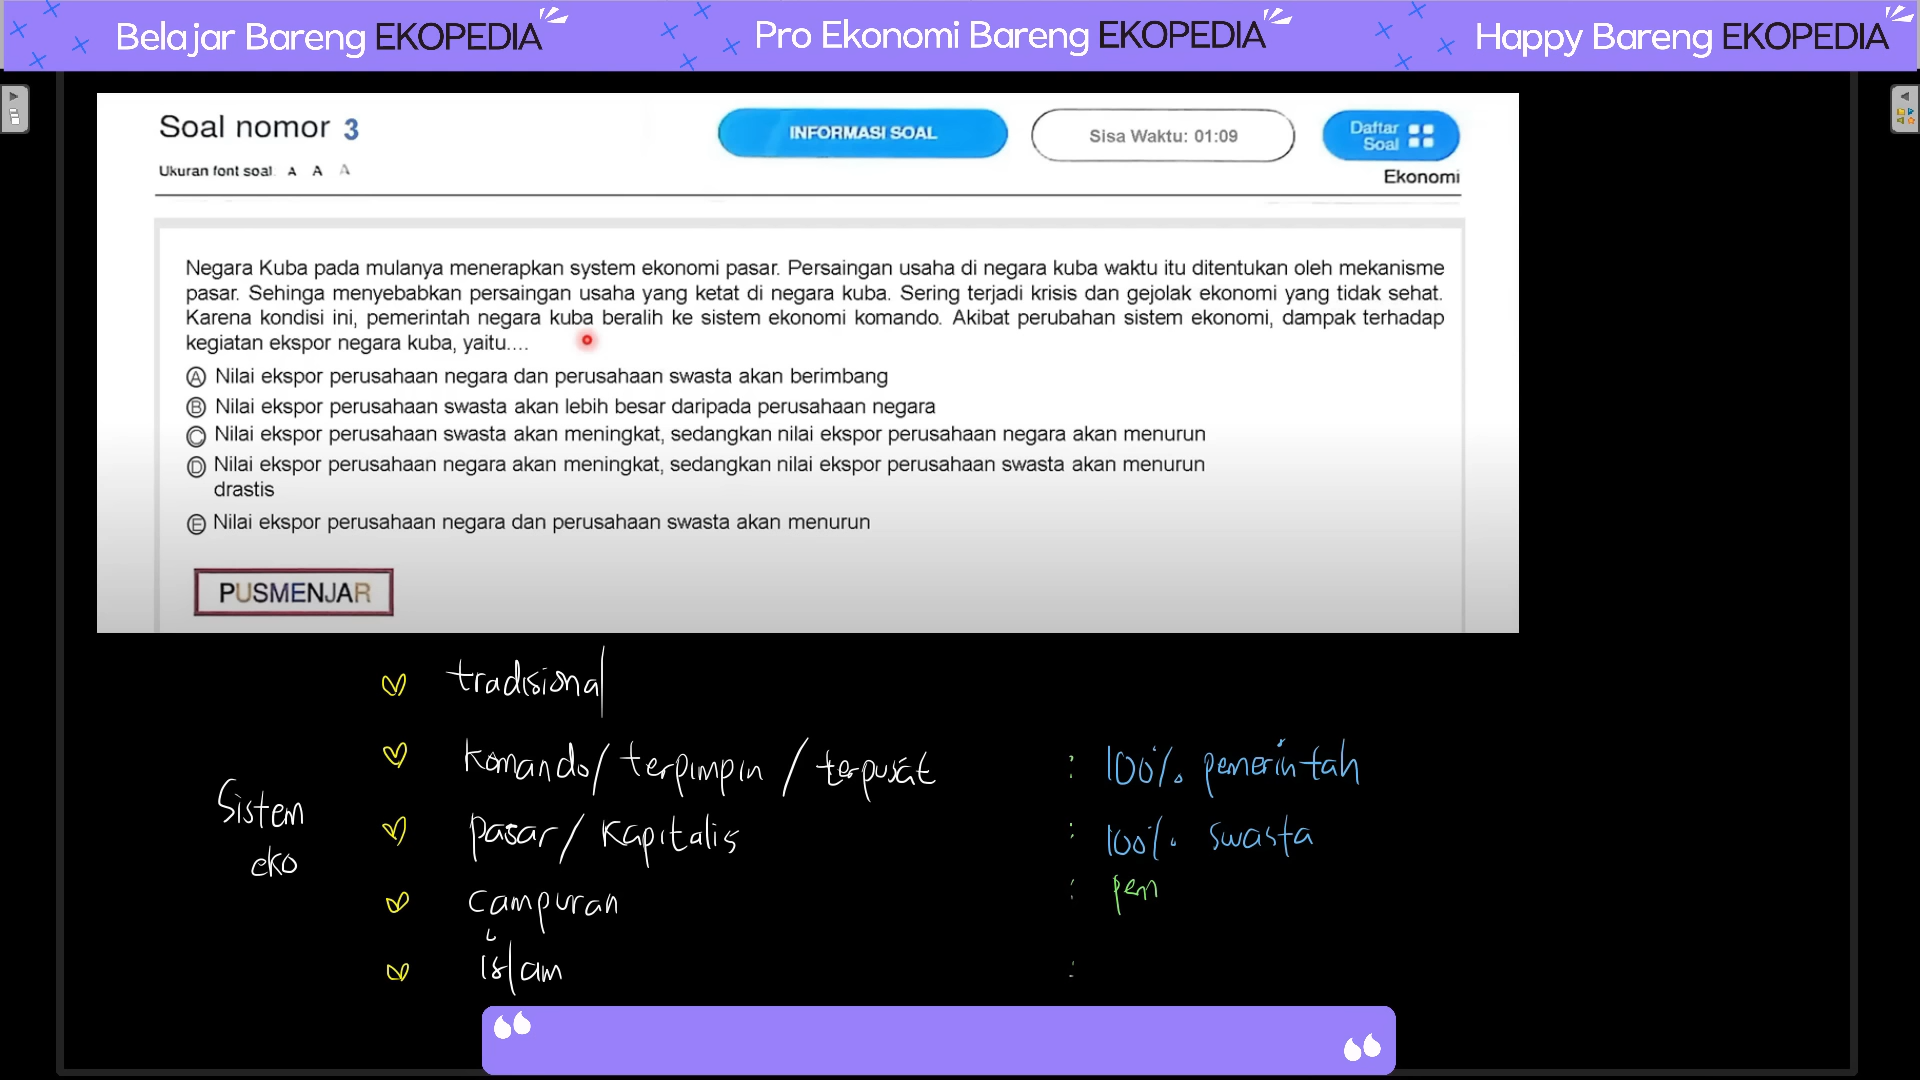 Belajar Bareng EKOPEDIA
Pro Ekonomi Bareng EKOPEDIA
Happy Bareng EKOPEDIA
Soal nomor 3
INFORMASI SOAL
Sisa Waktu: 01:09
Daftar
Soal
Ukuran font soal: A A A
Ekonomi
Negara Kuba pada mulanya menerapkan system ekonomi pasar. Persaingan usaha di negara kuba waktu itu ditentukan oleh mekanisme
pasar. Sehinga menyebabkan persaingan usaha yang ketat di negara kuba. Sering terjadi krisis dan gejolak ekonomi yang tidak sehat.
Karena kondisi ini, pemerintah negara kuba beralih ke sistem ekonomi komando. Akibat perubahan sistem ekonomi, dampak terhadap
kegiatan ekspor negara kuba, yaitu....
A Nilai ekspor perusahaan negara dan perusahaan swasta akan berimbang
B Nilai ekspor perusahaan swasta akan lebih besar daripada perusahaan negara
C Nilai ekspor perusahaan swasta akan meningkat, sedangkan nilai ekspor perusahaan negara akan menurun
D Nilai ekspor perusahaan negara akan meningkat, sedangkan nilai ekspor perusahaan swasta akan menurun
drastis
E Nilai ekspor perusahaan negara dan perusahaan swasta akan menurun
PUSMENJAR
Sistem
eko
tradisional
komando/ terpimpin / terpusat : 100% pemerintah
pasar/ kapitalis : 100% swasta
campuran : pem
islam :